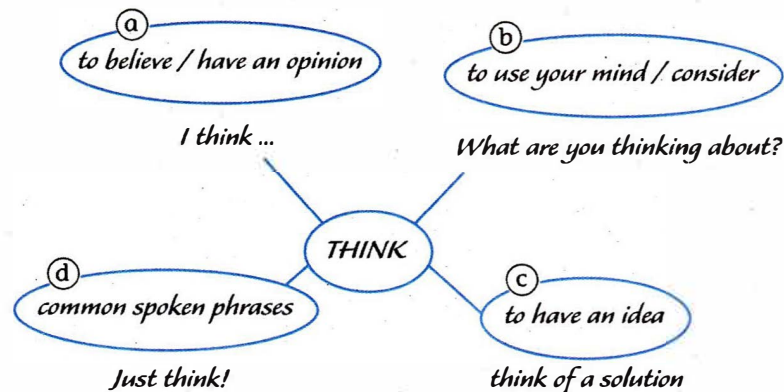 a
to believe / have an opinion
I think ...
b
to use your mind / consider
What are you thinking about?
THINK
d
common spoken phrases
Just think!
c
to have an idea
think of a solution